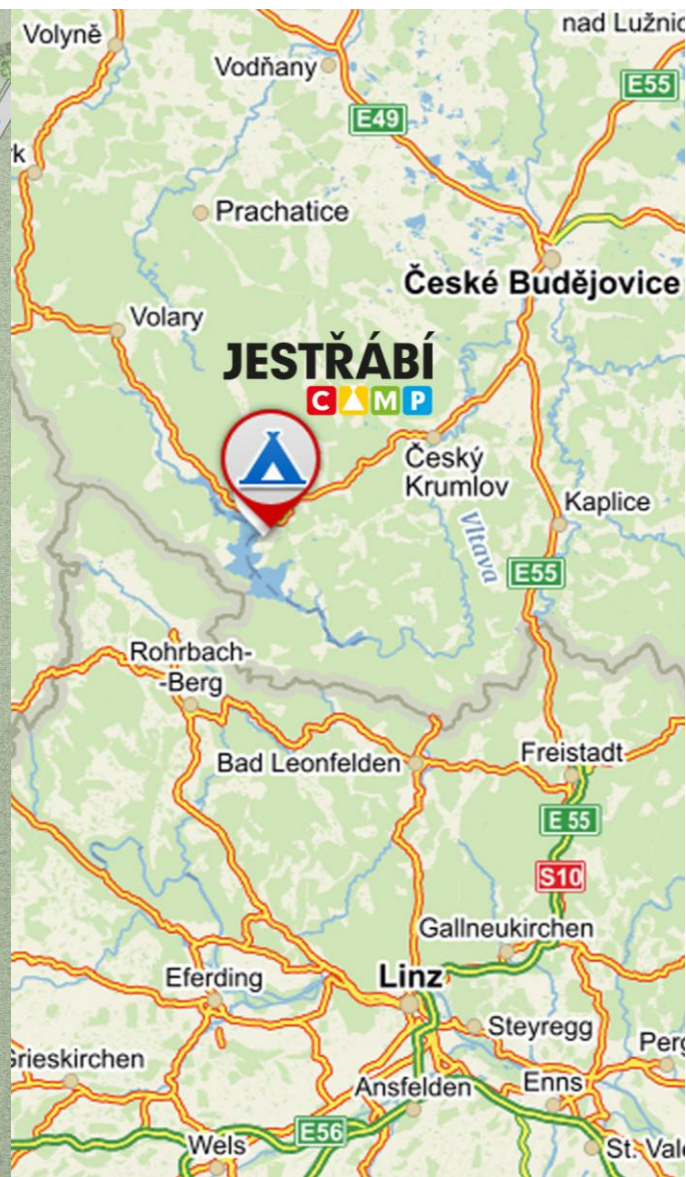 Volyně
nad Lužnic
Vodňany
E55
E49
k
Prachatice
České Budějovice
Volary
JESTŘÁBÍ
CAMP
Český
Krumlov
Kaplice
Vltava
E55
Rohrbach-
-Berg
Bad Leonfelden
Freistadt
E 55
S10
Gallneukirchen
Eferding
Linz
Steyregg
Grieskirchen
Perg
Ansfelden
Enns
E56
Wels
St. Vale